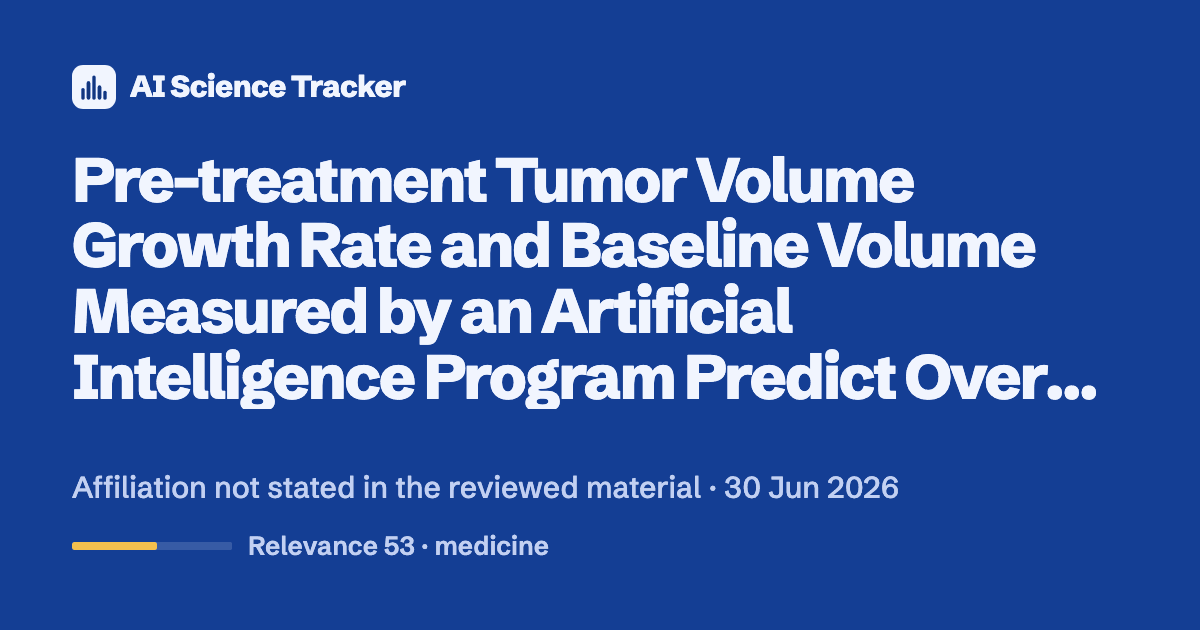 AI Science Tracker
Pre-treatment Tumor Volume
Growth Rate and Baseline Volume
Measured by an Artificial
Intelligence Program Predict Over...
Affiliation not stated in the reviewed material · 30 Jun 2026
Relevance 53 · medicine